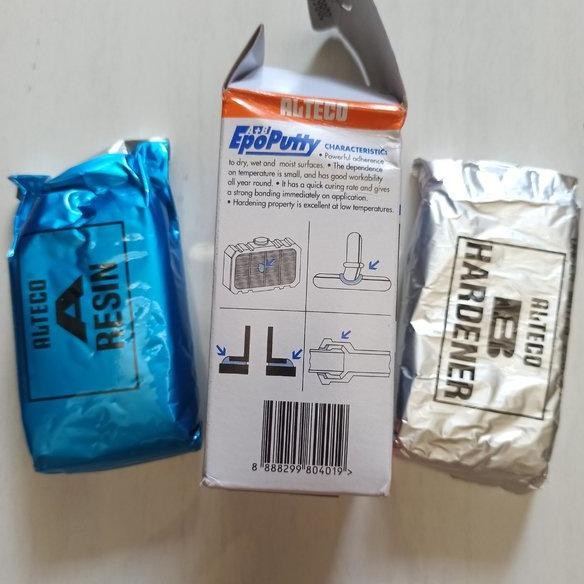 ALTECO
A+B
EpoPutty CHARACTERISTICS
• Powerful adherence
to dry, wet and moist surfaces. • The dependence
on temperature is small, and has good workability
all year round. • It has a quick curing rate and gives
a strong bonding immediately on application.
• Hardening property is excellent at low temperatures.
8 888299 804019 >
ALTECO
A
RESIN
ALTECO
B
HARDENER